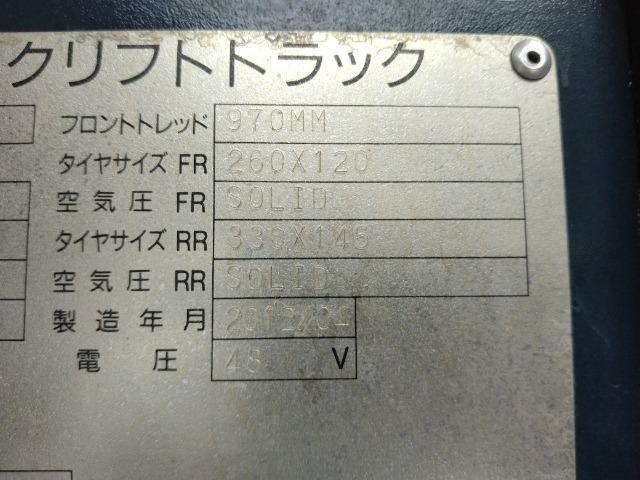 クリフトトラック
フロントトレッド 970MM
タイヤサイズ FR 260X120
空気圧 FR SOLID
タイヤサイズ RR
空気圧 RR SOLID
製造年月
電圧 48 V